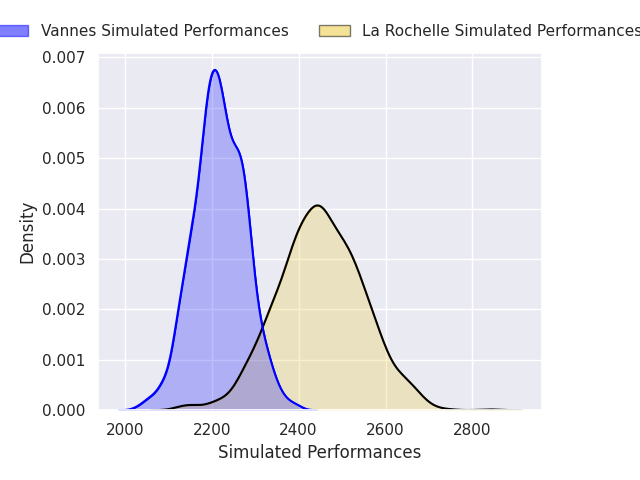 Vannes Simulated Performances La Rochelle Simulated Performances
0.007
0.006
0.005
0.004
0.003
0.002
0.001
0.000
Density
2000 2200 2400 2600 2800
Simulated Performances